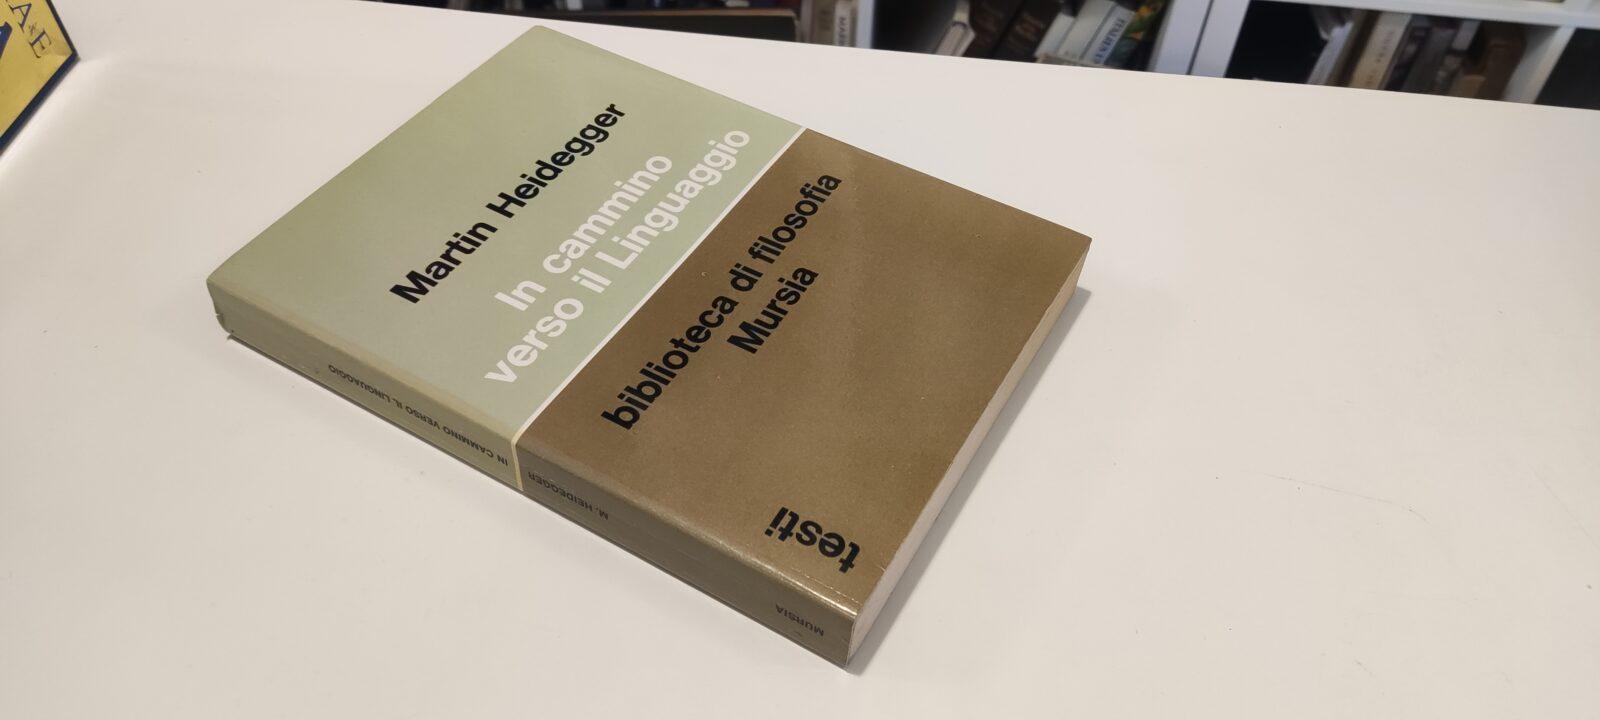 Martin Heidegger
In cammino
verso il Linguaggio
biblioteca di filosofia
Mursia
testi
IN CAMMINO VERSO IL LINGUAGGIO
M. HEIDEGGER
MURSIA